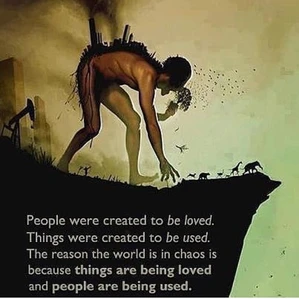 People were created to be loved.
Things were created to be used.
The reason the world is in chaos is
because things are being loved
and people are being used.